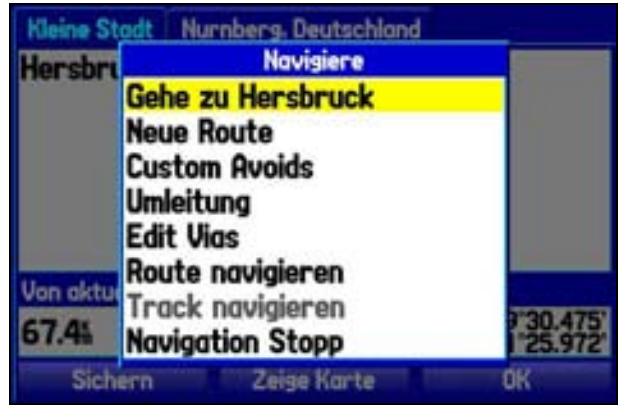 Kleine Stadt Nurnberg, Deutschland
Navigiere
Gehe zu Hersbruck
Neue Route
Custom Avoids
Umleitung
Edit Vias
Route navigieren
Track navigieren
Von aktu
67.4
30.475'
Navigation Stopp
25.972'
Sichern Zeige Karte OK